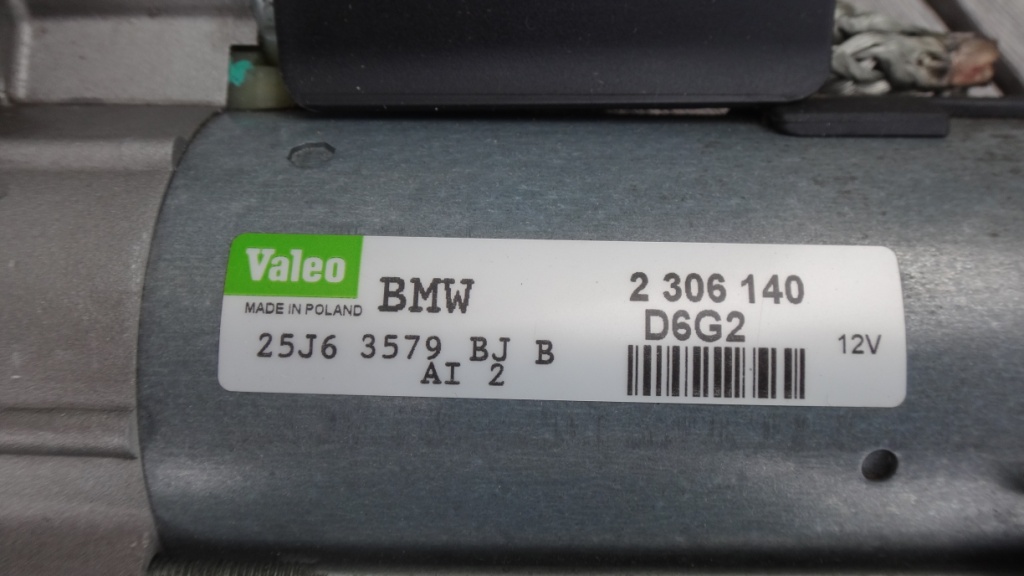 Valeo
MADE IN POLAND
BMW
25J6 3579 BJ B
AI 2
2 306 140
D6G2
12V